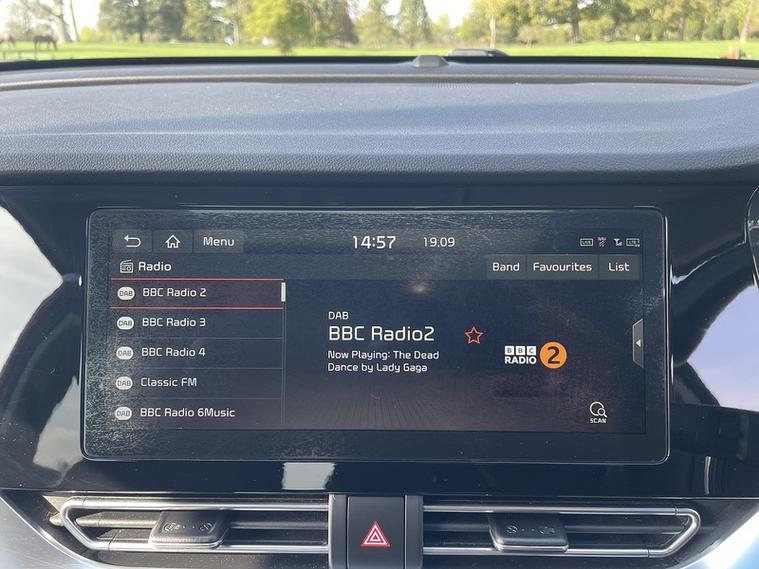 Menu
14:57
19.09
Radio
Band
Favourites
List
DAB
BBC Radio 2
DAB
BBC Radio 3
DAB
BBC Radio 4
DAB
Classic FM
DAB
BBC Radio 6Music
DAB
BBC Radio2
Now Playing: The Dead
Dance by Lady Gaga
BBC
RADIO 2
SCAN